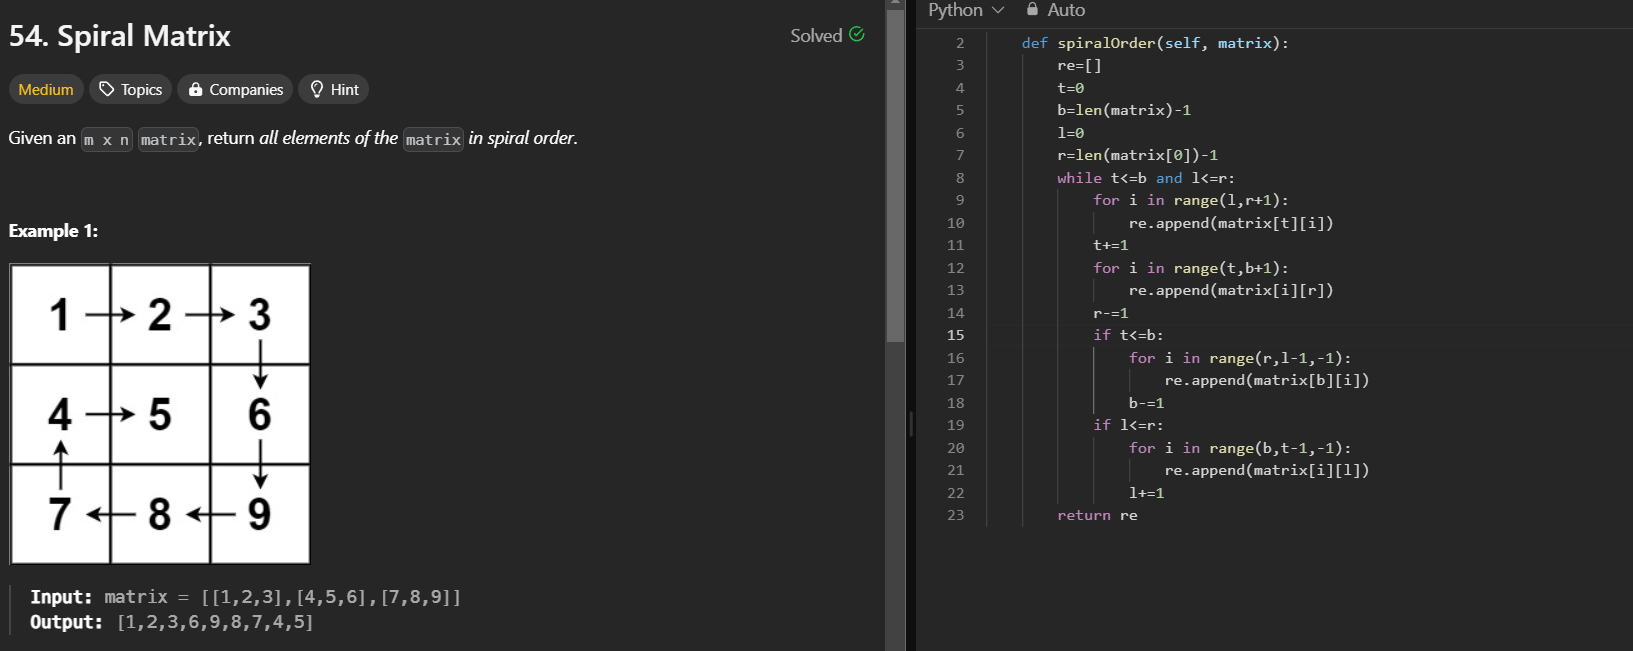 54. Spiral Matrix
Solved
Medium Topics Companies Hint
Given an m x n matrix, return all elements of the matrix in spiral order.
Example 1:
1 2 3
4 5 6
7 8 9
Input: matrix = [[1,2,3],[4,5,6],[7,8,9]]
Output: [1,2,3,6,9,8,7,4,5]
Python Auto
2 def spiralOrder(self, matrix):
3 re=[]
4 t=0
5 b=len(matrix)-1
6 l=0
7 r=len(matrix[0])-1
8 while t<=b and l<=r:
9 for i in range(l,r+1):
10 re.append(matrix[t][i])
11 t+=1
12 for i in range(t,b+1):
13 re.append(matrix[i][r])
14 r-=1
15 if t<=b:
16 for i in range(r,l-1,-1):
17 re.append(matrix[b][i])
18 b-=1
19 if l<=r:
20 for i in range(b,t-1,-1):
21 re.append(matrix[i][l])
22 l+=1
23 return re